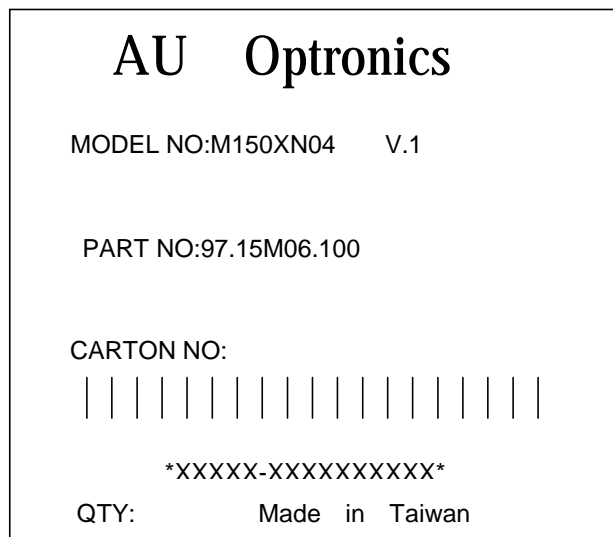 AU Optronics
MODEL NO:M150XN04 V.1
PART NO:97.15M06.100
CARTON NO:
*XXXXX-XXXXXXXXXX*
QTY: Made in Taiwan